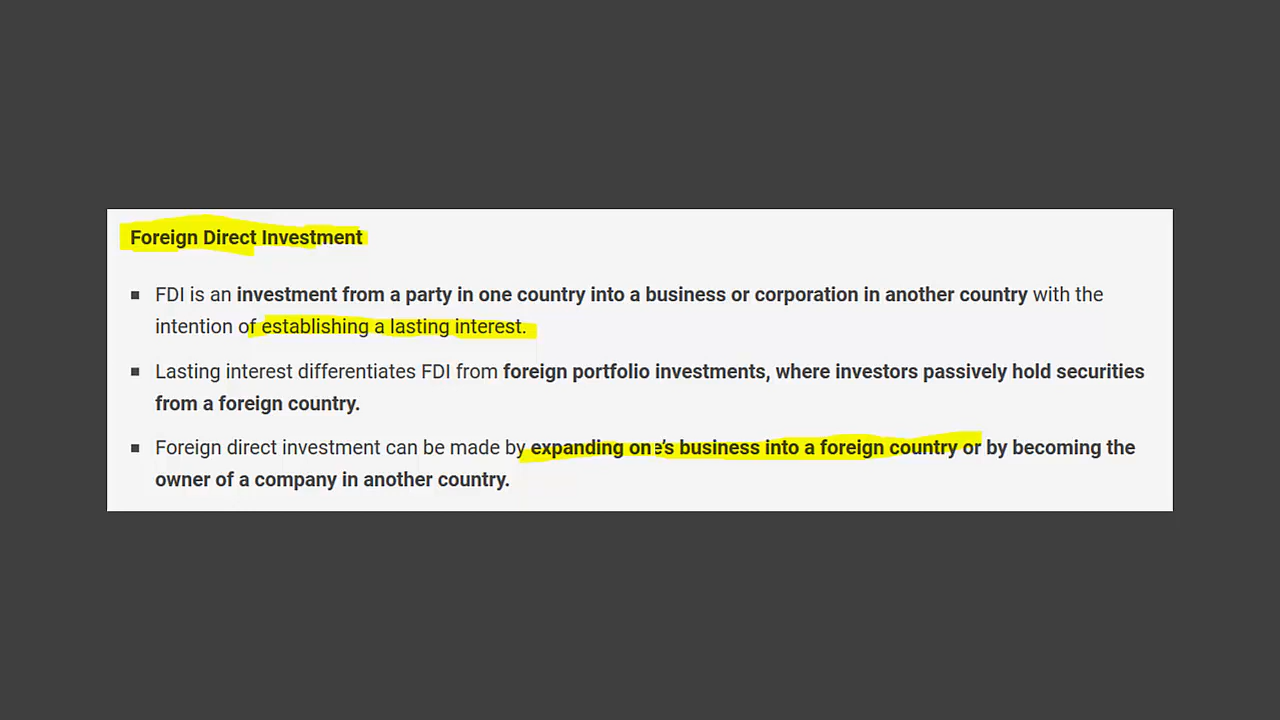 Foreign Direct Investment
▪ FDI is an investment from a party in one country into a business or corporation in another country with the
intention of establishing a lasting interest.
▪ Lasting interest differentiates FDI from foreign portfolio investments, where investors passively hold securities
from a foreign country.
▪ Foreign direct investment can be made by expanding one’s business into a foreign country or by becoming the
owner of a company in another country.